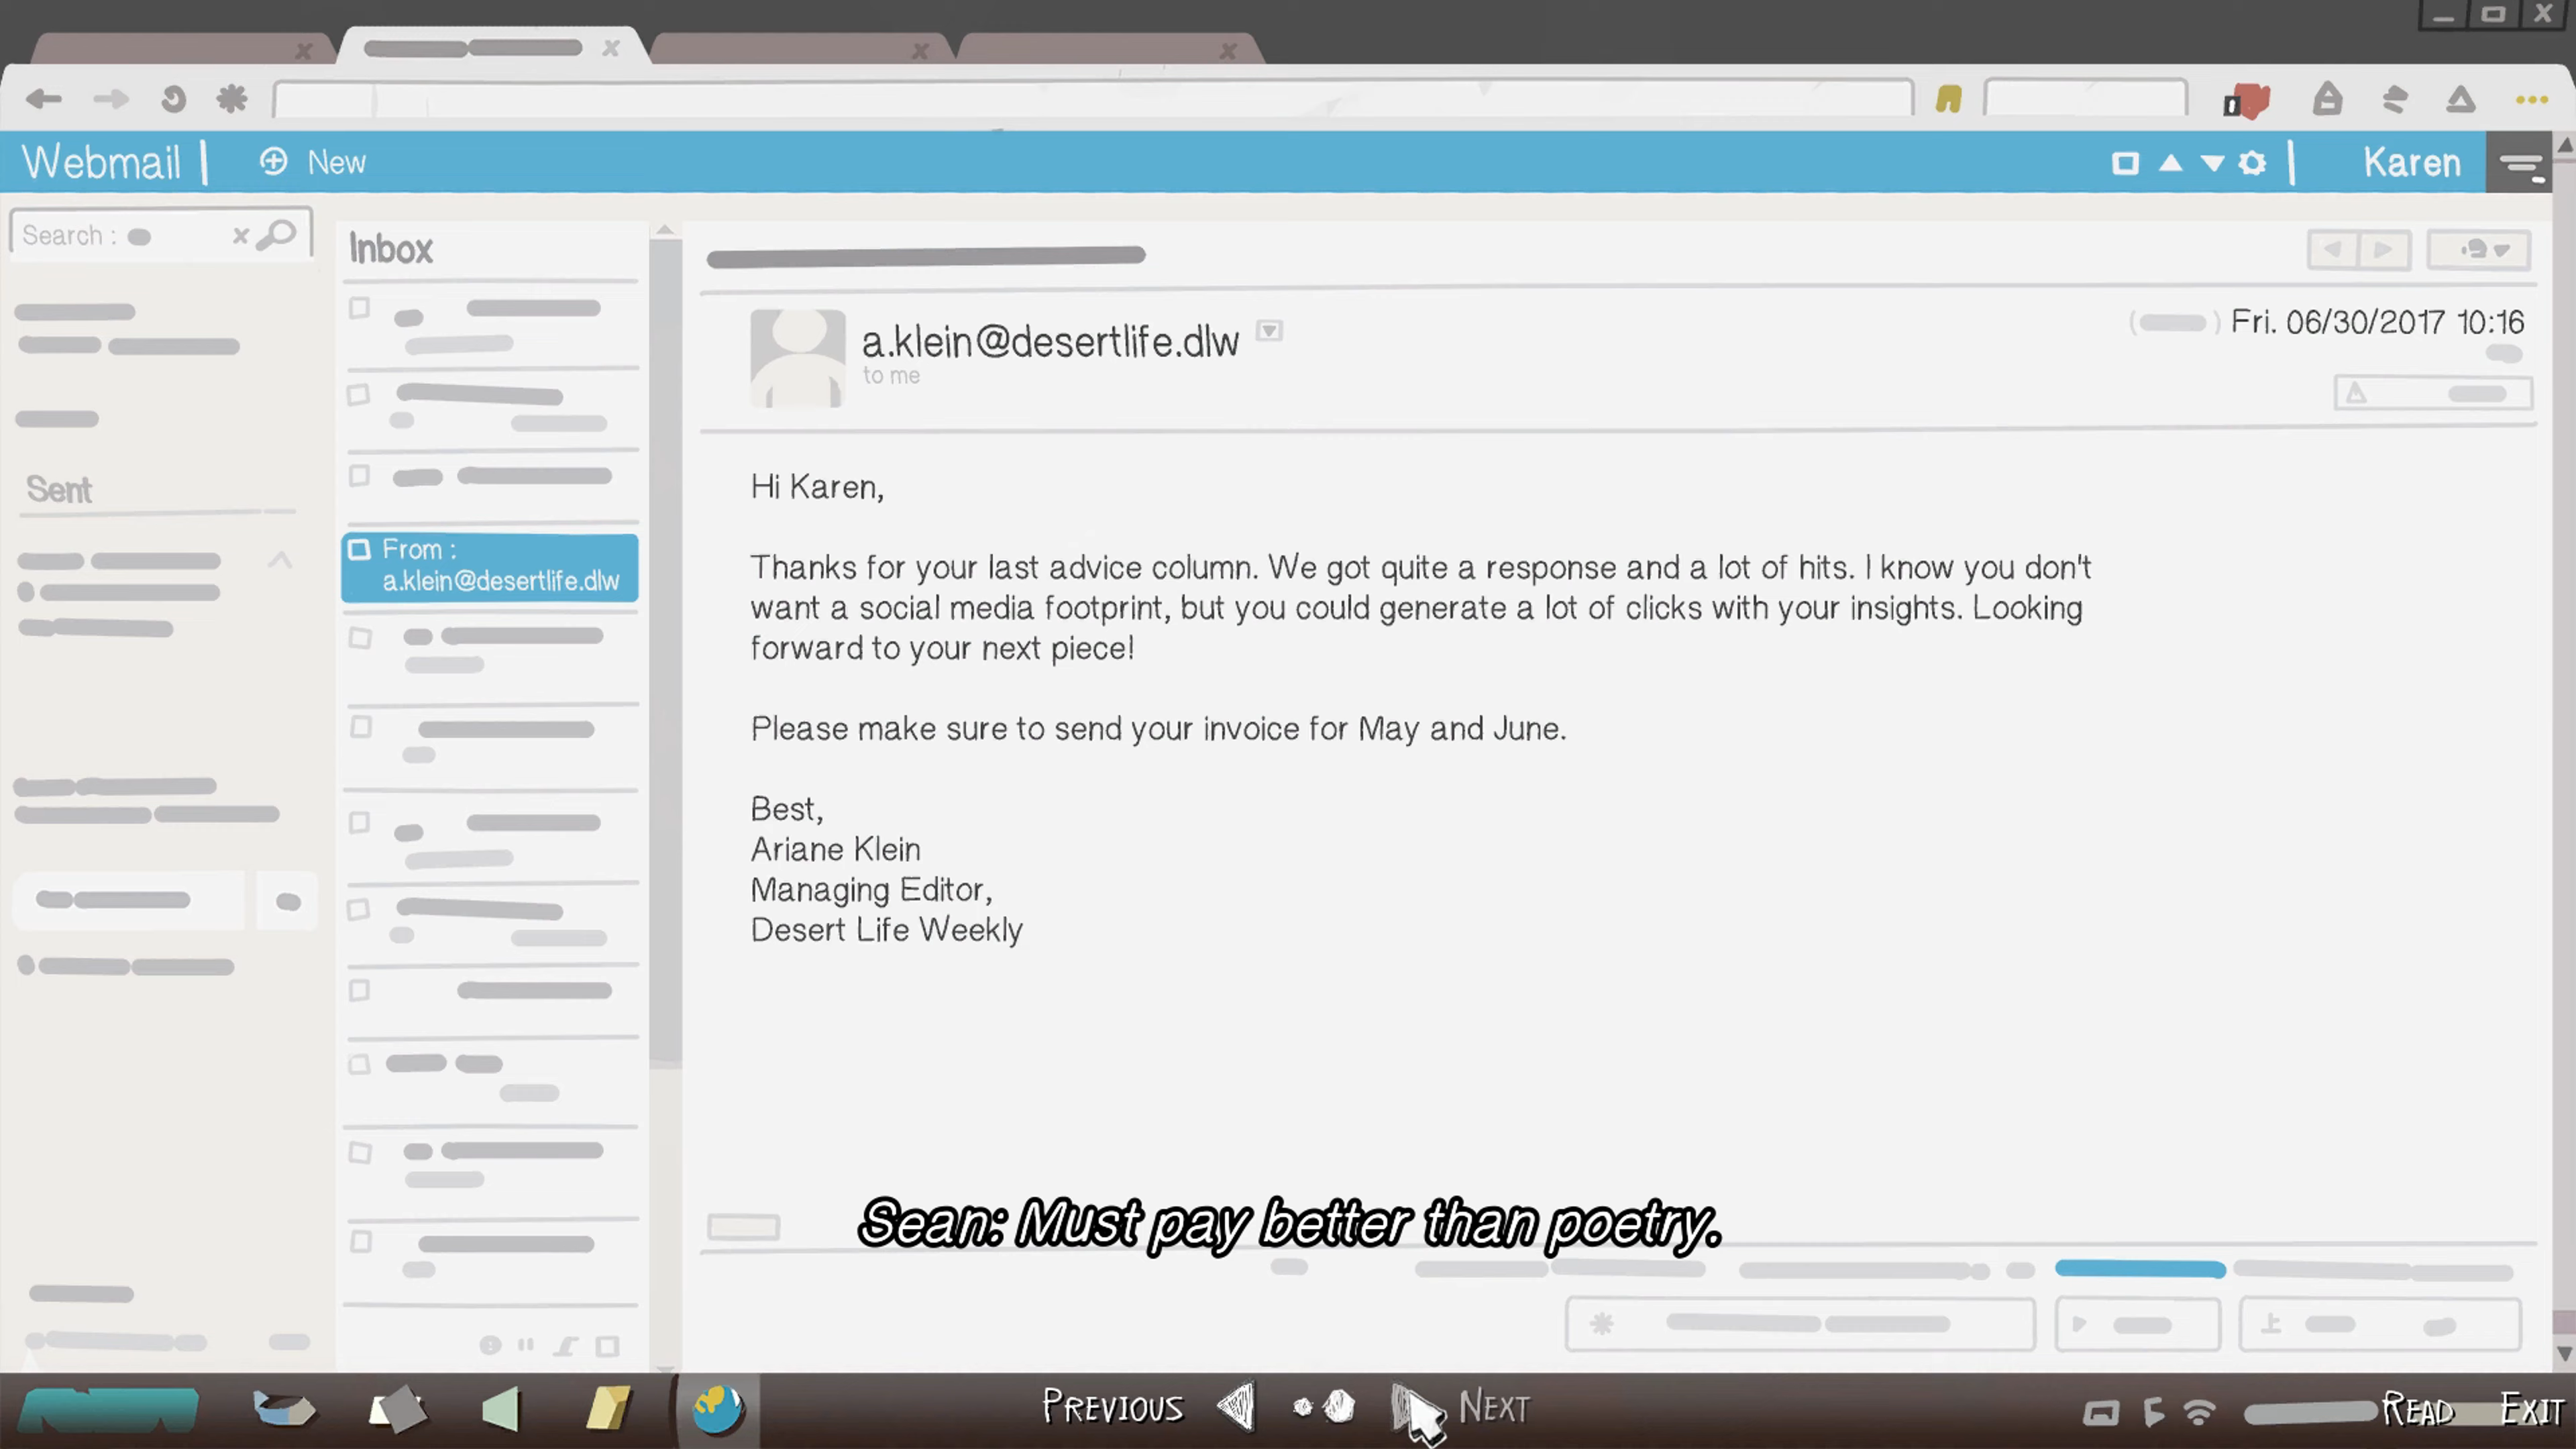 Webmail
New
Karen
Search :
Inbox
a.klein@desertlife.dlw
to me
Fri. 06/30/2017 10:16
Sent
From :
a.klein@desertlife.dlw
Hi Karen,
Thanks for your last advice column. We got quite a response and a lot of hits. I know you don't
want a social media footprint, but you could generate a lot of clicks with your insights. Looking
forward to your next piece!
Please make sure to send your invoice for May and June.
Best,
Ariane Klein
Managing Editor,
Desert Life Weekly
Sean: Must pay better than poetry.
PREVIOUS
NEXT
READ
EXIT